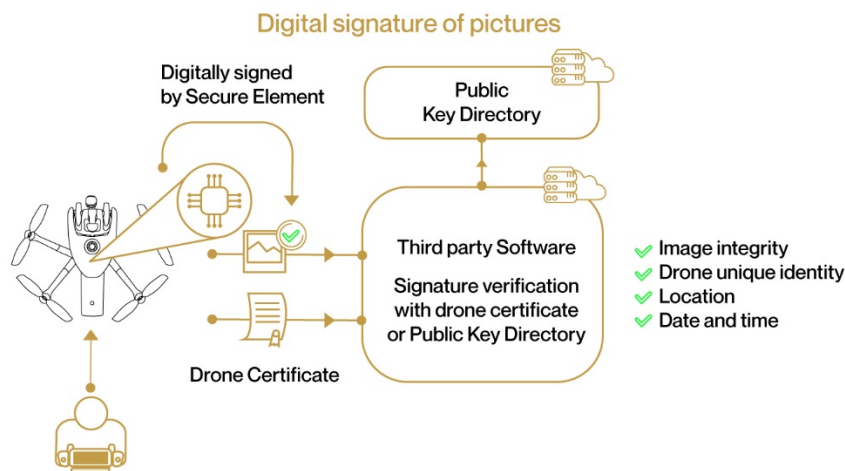 Digital signature of pictures
Digitally signed
by Secure Element
Public
Key Directory
Third party Software
Signature verification
with drone certificate
or Public Key Directory
Image integrity
Drone unique identity
Location
Date and time
Drone Certificate